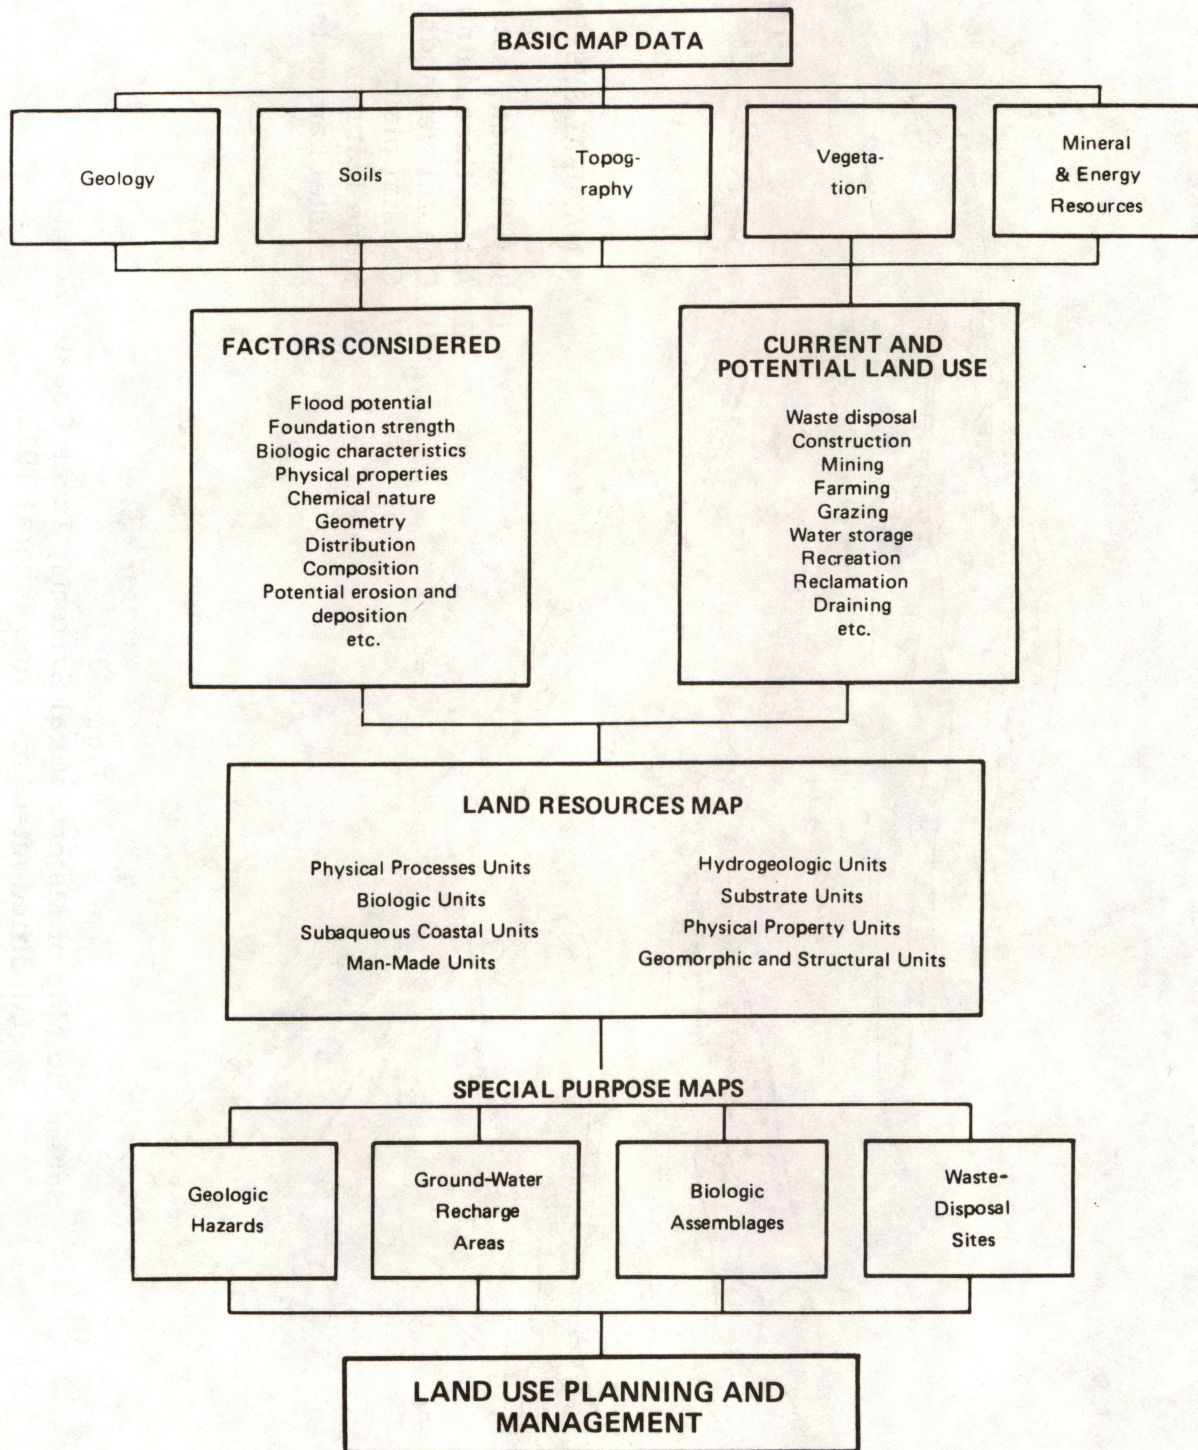 BASIC MAP DATA
Geology
Soils
Topog-
raphy
Vegeta-
tion
Mineral
& Energy
Resources
FACTORS CONSIDERED
Flood potential
Foundation strength
Biologic characteristics
Physical properties
Chemical nature
Geometry
Distribution
Composition
Potential erosion and
deposition
etc.
CURRENT AND
POTENTIAL LAND USE
Waste disposal
Construction
Mining
Farming
Grazing
Water storage
Recreation
Reclamation
Draining
etc.
LAND RESOURCES MAP
Physical Processes Units
Biologic Units
Subaqueous Coastal Units
Man-Made Units
Hydrogeologic Units
Substrate Units
Physical Property Units
Geomorphic and Structural Units
SPECIAL PURPOSE MAPS
Geologic
Hazards
Ground-Water
Recharge
Areas
Biologic
Assemblages
Waste-
Disposal
Sites
LAND USE PLANNING AND
MANAGEMENT